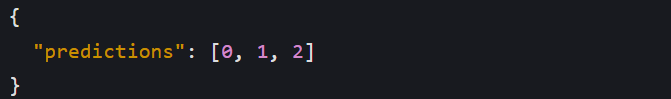 {
  "predictions": [0, 1, 2]
}